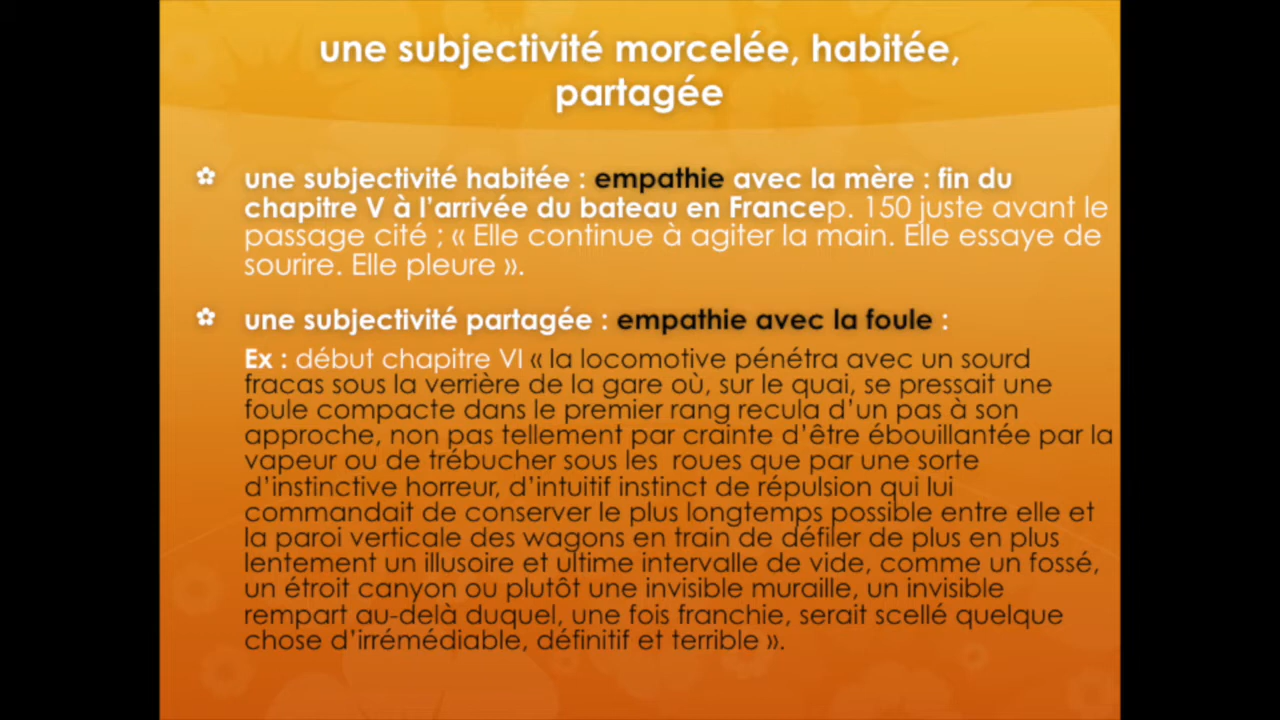 une subjectivité morcelée, habitée,
partagée
une subjectivité habitée : empathie avec la mère : fin du
chapitre V à l'arrivée du bateau en Francep. 150 juste avant le
passage cité ; « Elle continue à agiter la main. Elle essaye de
sourire. Elle pleure ».
une subjectivité partagée : empathie avec la foule :
Ex : début chapitre VI « la locomotive pénétra avec un sourd
fracas sous la verrière de la gare où, sur le quai, se pressait une
foule compacte dans le premier rang recula d'un pas à son
approche, non pas tellement par crainte d'être ébouillantée par la
vapeur ou de trébucher sous les roues que par une sorte
d'instinctive horreur, d'intuitif instinct de répulsion qui lui
commandait de conserver le plus longtemps possible entre elle et
la paroi verticale des wagons en train de défiler de plus en plus
lentement un illusoire et ultime intervalle de vide, comme un fossé,
un étroit canyon ou plutôt une invisible muraille, un invisible
rempart au-delà duquel, une fois franchie, serait scellé quelque
chose d'irrémédiable, définitif et terrible ».